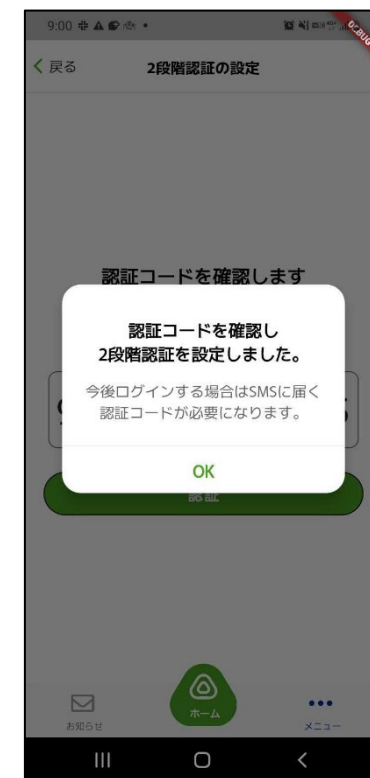 9:00
DEBUG
戻る
2段階認証の設定
認証コードを確認します
認証コードを確認し
2段階認証を設定しました。
今後ログインする場合はSMSに届く
認証コードが必要になります。
OK
認証
お知らせ
ホーム
メニュー